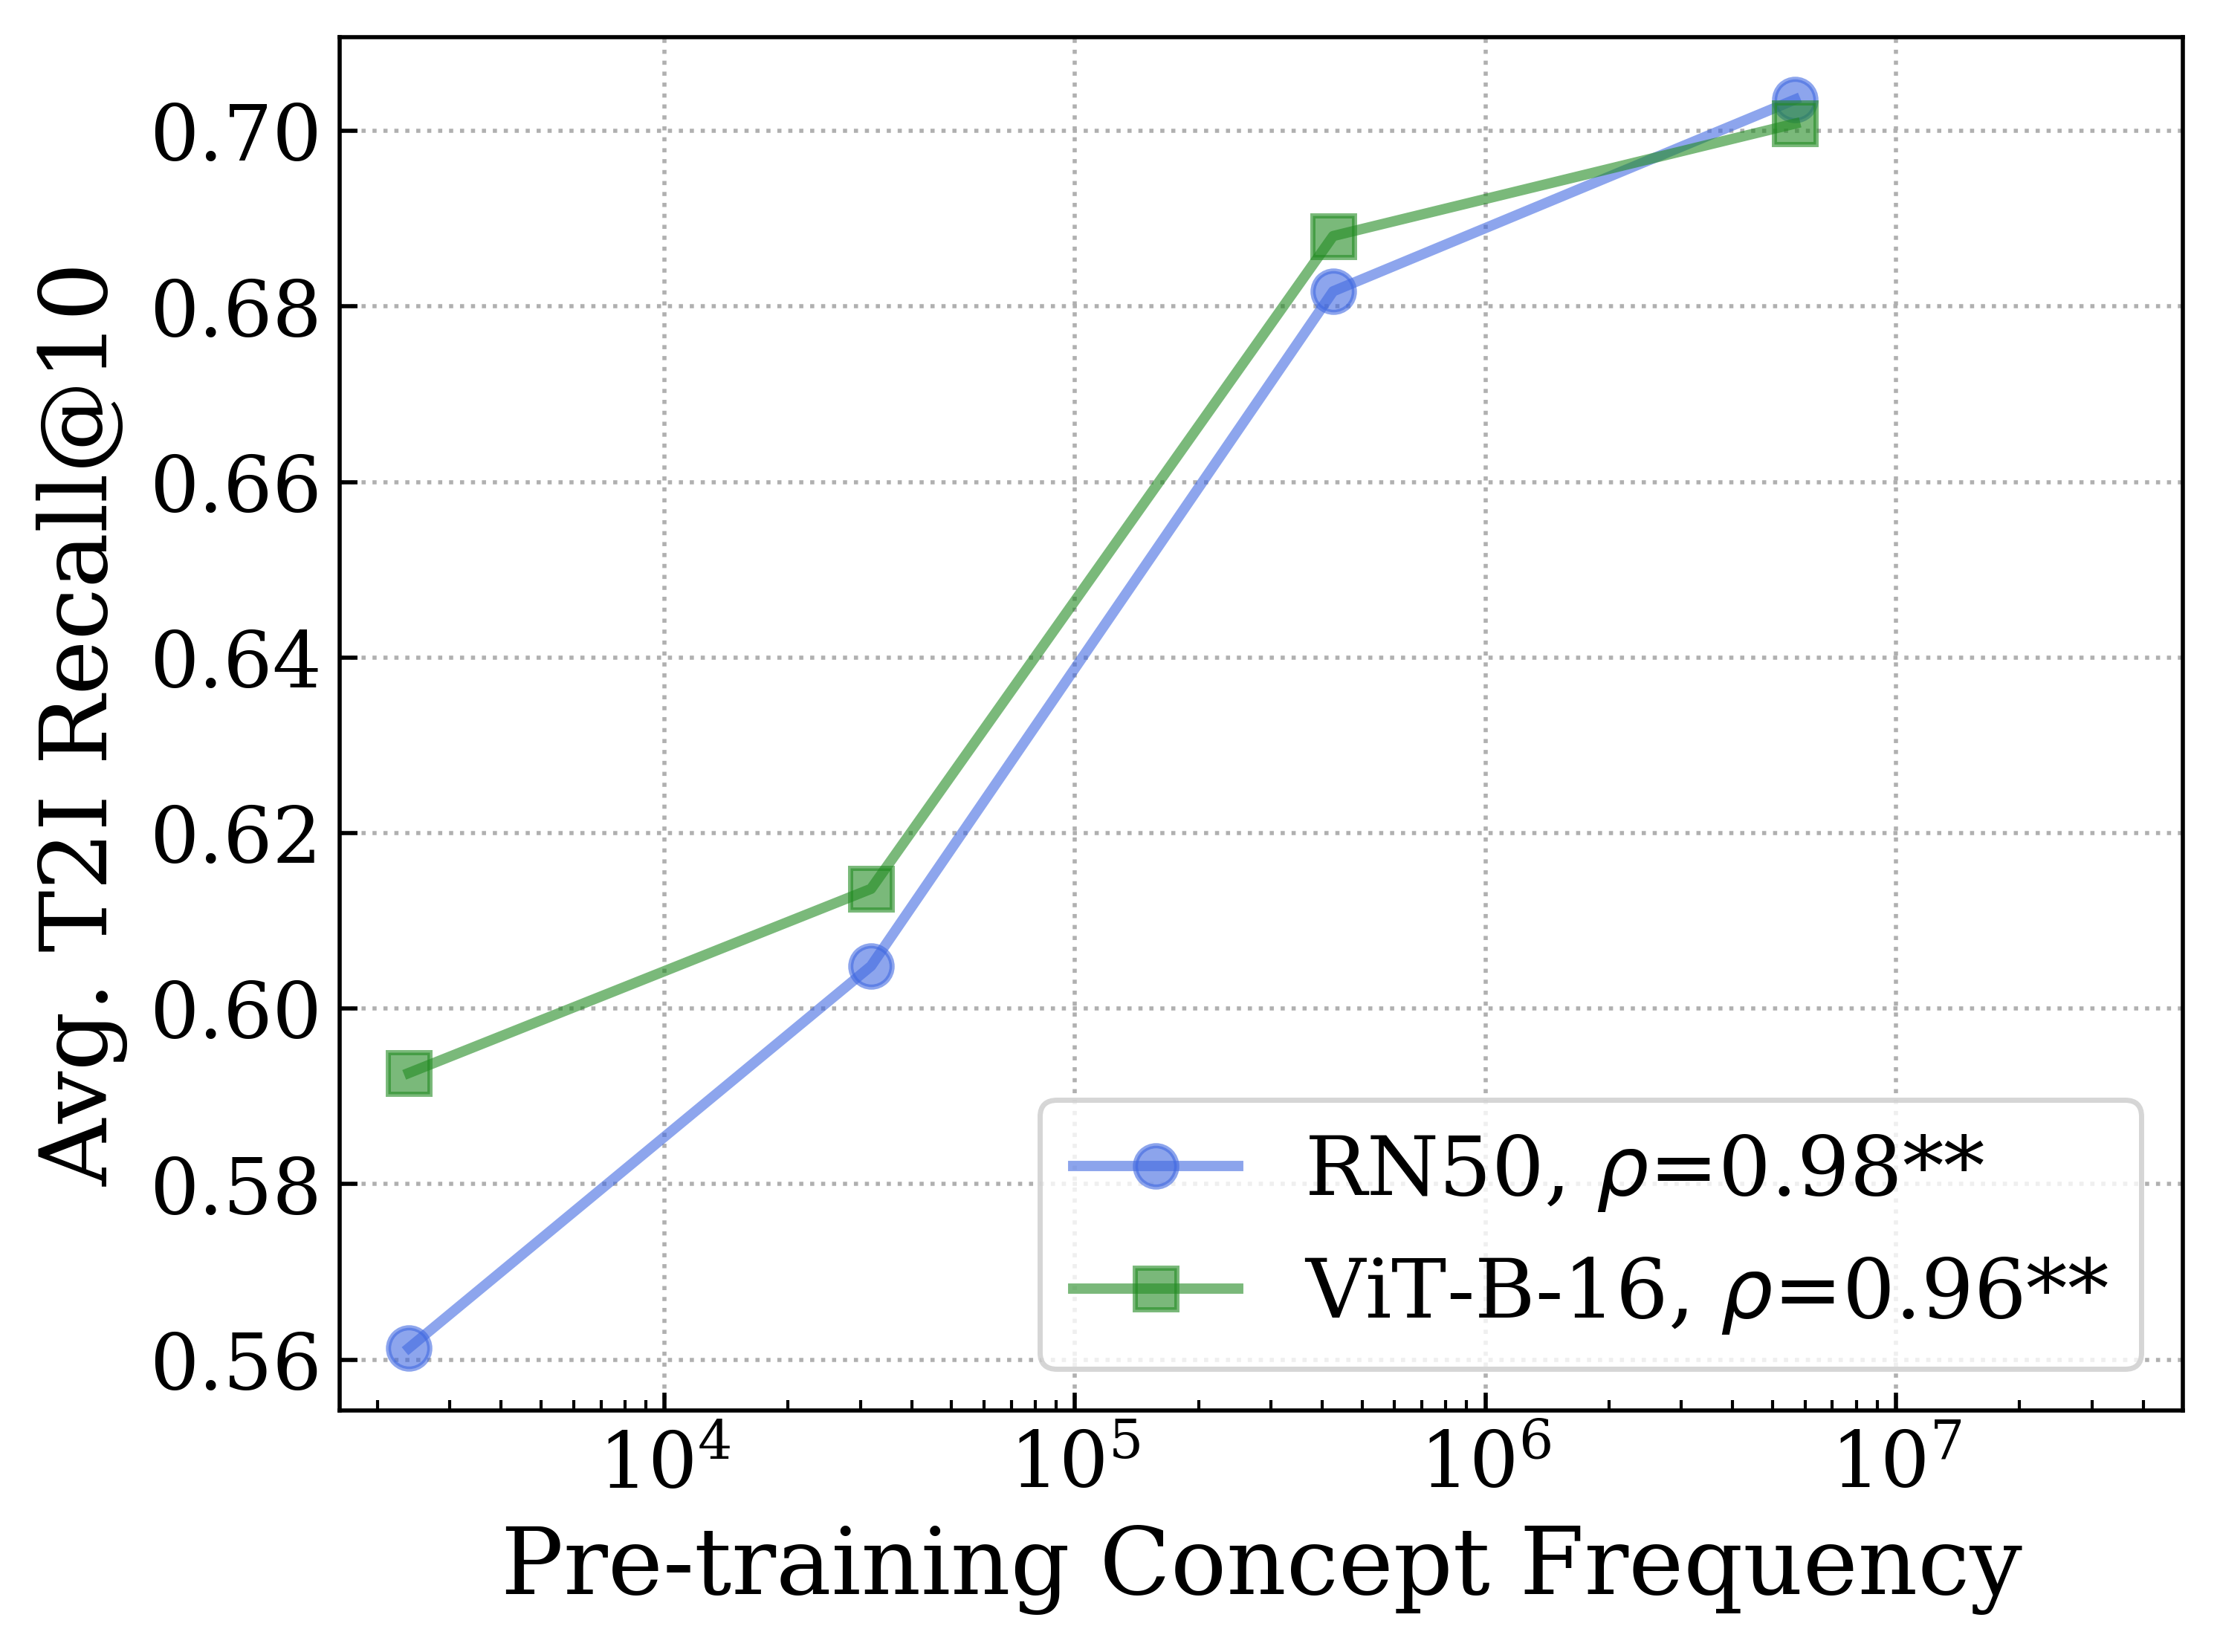 Avg. T2I Recall@10
0.70
0.68
0.66
0.64
0.62
0.60
0.58
0.56
RN50, ρ=0.98**
ViT-B-16, ρ=0.96**
10⁴ 10⁵ 10⁶ 10⁷
Pre-training Concept Frequency